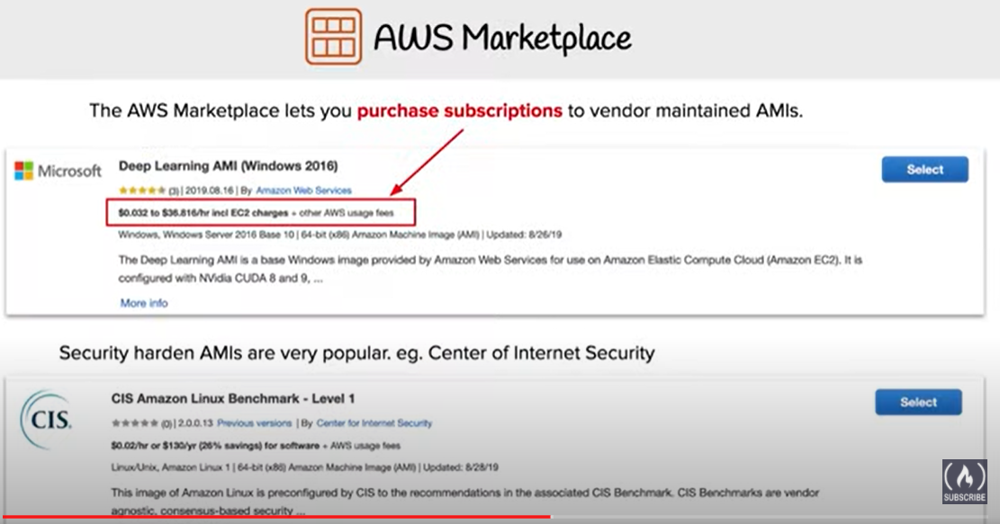 AWS Marketplace
The AWS Marketplace lets you purchase subscriptions to vendor maintained AMIs.
Microsoft
Deep Learning AMI (Windows 2016)
Select
(3) | 2019.08.16 | By Amazon Web Services
$0.032 to $36.816/hr incl EC2 charges + other AWS usage fees
Windows, Windows Server 2016 Base 10 | 64-bit (x86) Amazon Machine Image (AMI) | Updated: 8/26/19
The Deep Learning AMI is a base Windows image provided by Amazon Web Services for use on Amazon Elastic Compute Cloud (Amazon EC2). It is
configured with NVidia CUDA 8 and 9, ...
More info
Security harden AMIs are very popular. eg. Center of Internet Security
CIS.
CIS Amazon Linux Benchmark - Level 1
Select
(0) | 2.0.0.13 Previous versions | By Center for Internet Security
$0.02/hr or $130/yr (26% savings) for software + AWS usage fees
Linux/Unix, Amazon Linux 1 | 64-bit (x86) Amazon Machine Image (AMI) | Updated: 8/28/19
This image of Amazon Linux is preconfigured by CIS to the recommendations in the associated CIS Benchmark. CIS Benchmarks are vendor
agnostic, consensus-based security ...
SUBSCRIBE